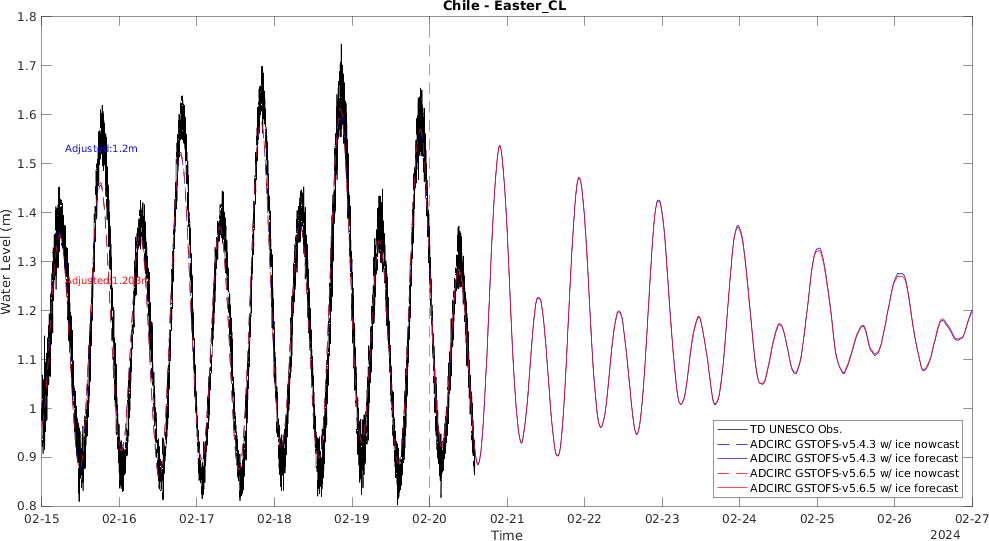 Chile - Easter_CL
1.8
1.7
1.6
1.5
1.4
1.3
1.2
1.1
1
0.9
0.8
Water Level (m)
Adjusted:1.2m
Adjusted:1.203m
TD UNESCO Obs.
ADCIRC GSTOFS-v5.4.3 w/ ice nowcast
ADCIRC GSTOFS-v5.4.3 w/ ice forecast
ADCIRC GSTOFS-v5.6.5 w/ ice nowcast
ADCIRC GSTOFS-v5.6.5 w/ ice forecast
02-15 02-16 02-17 02-18 02-19 02-20 02-21 02-22 02-23 02-24 02-25 02-26 02-27
Time
2024